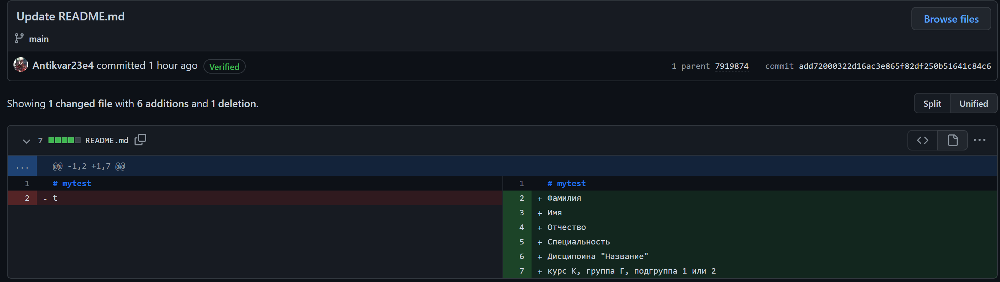 Update README.md
Browse files
main
Antikvar23e4 committed 1 hour ago Verified
1 parent 7919874 commit add72000322d16ac3e865f82df250b51641c84c6
Showing 1 changed file with 6 additions and 1 deletion.
Split Unified
7 README.md
... @@ -1,2 +1,7 @@
1 # mytest 1 # mytest
2 - t 2 + Фамилия
3 + Имя
4 + Отчество
5 + Специальность
6 + Дисципоина "Название"
7 + курс К, группа Г, подгруппа 1 или 2